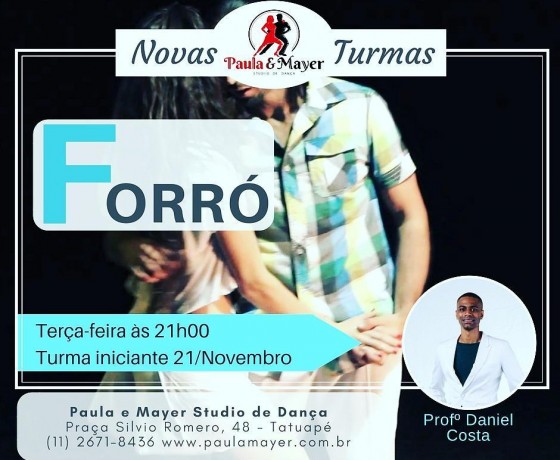 Novas
Paula & Mayer
STUDIO DE DANÇA
Turmas
FORRÓ
Terça-feira às 21h00
Turma iniciante 21/Novembro
Profº Daniel
Costa
Paula e Mayer Studio de Dança
Praça Silvio Romero, 48 - Tatuapé
(11) 2671-8436 www.paulamayer.com.br